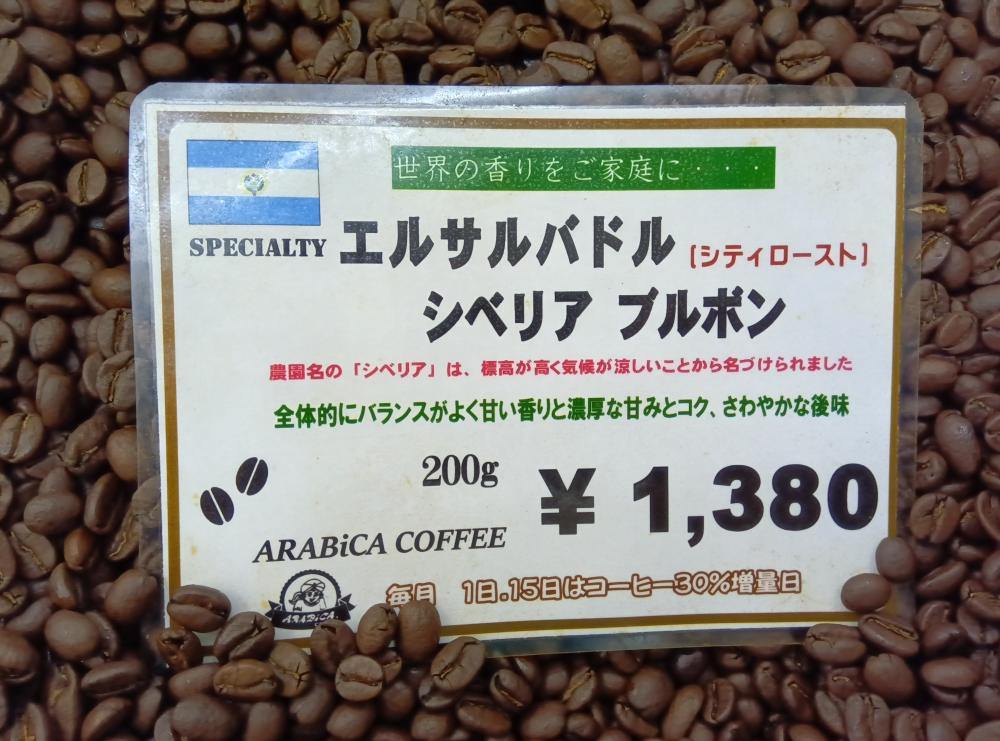 世界の香りをご家庭に・・・
SPECIALTY
エルサルバドル [シティロースト]
シベリア ブルボン
農園名の「シベリア」は、標高が高く気候が涼しいことから名づけられました
全体的にバランスがよく甘い香りと濃厚な甘みとコク、さわやかな後味
200g ¥1,380
ARABiCA COFFEE
ARABiCA
毎月 1日.15日はコーヒー30%増量日